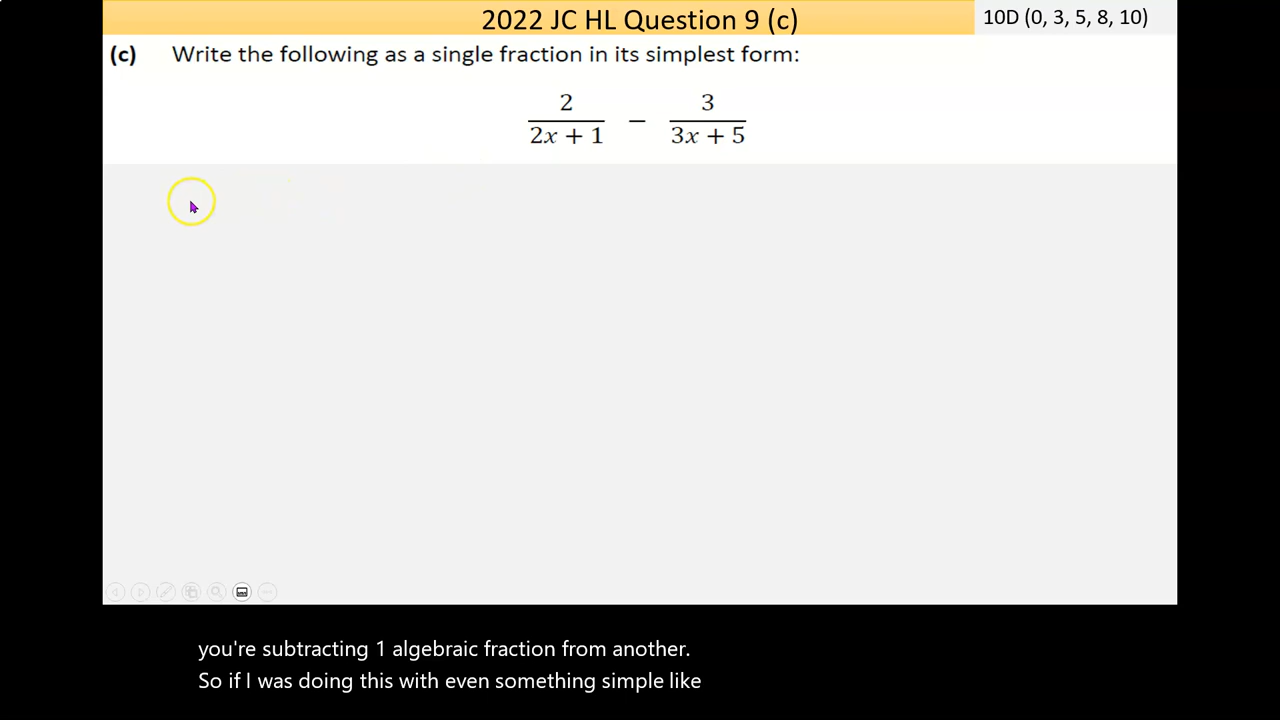 2022 JC HL Question 9 (c)
10D (0, 3, 5, 8, 10)
(c) Write the following as a single fraction in its simplest form:
2/(2x + 1) − 3/(3x + 5)
you're subtracting 1 algebraic fraction from another.
So if I was doing this with even something simple like